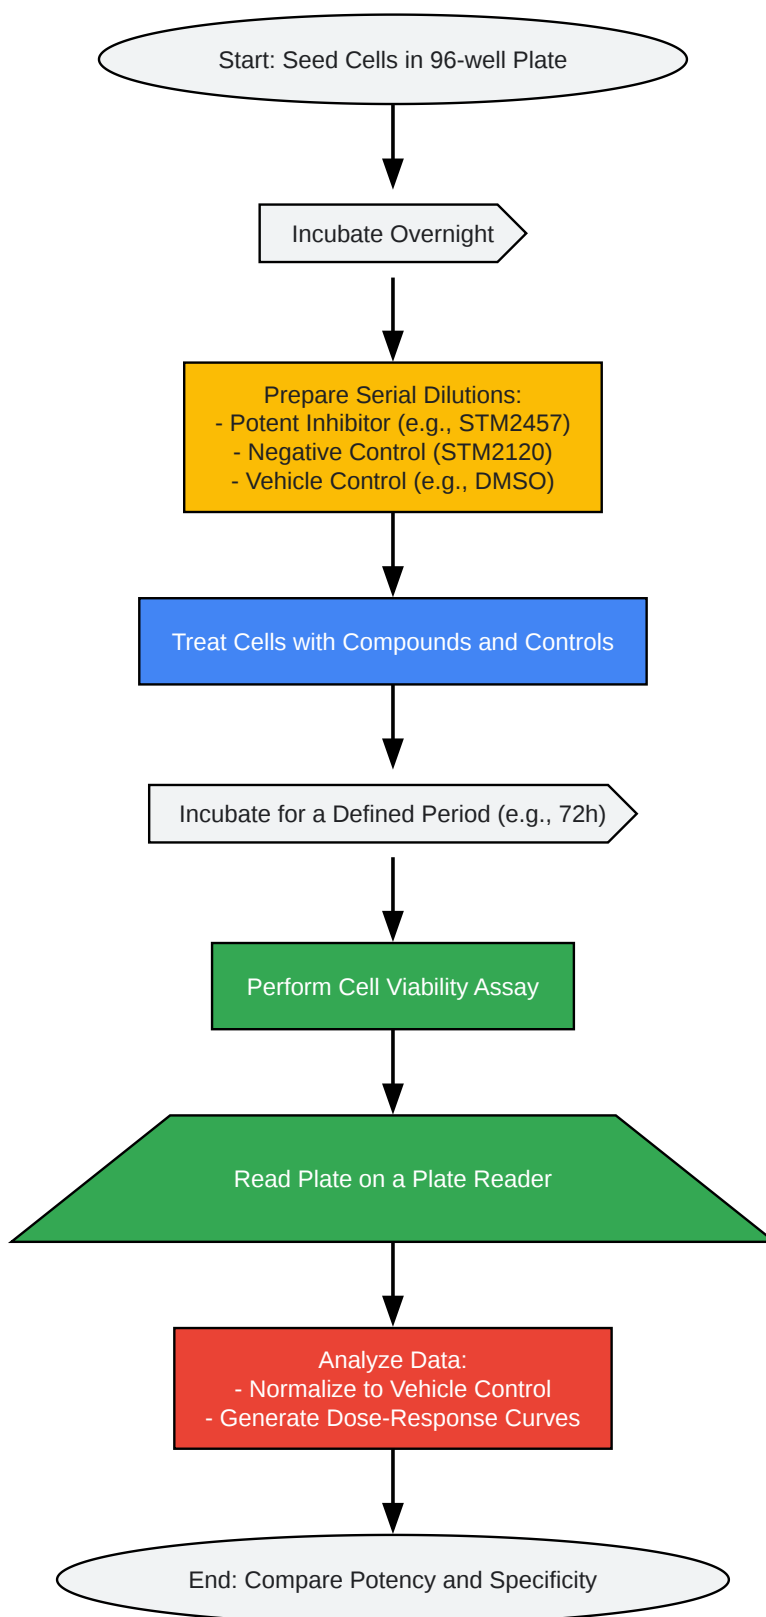 Start: Seed Cells in 96-well Plate
Incubate Overnight
Prepare Serial Dilutions:
- Potent Inhibitor (e.g., STM2457)
- Negative Control (STM2120)
- Vehicle Control (e.g., DMSO)
Treat Cells with Compounds and Controls
Incubate for a Defined Period (e.g., 72h)
Perform Cell Viability Assay
Read Plate on a Plate Reader
Analyze Data:
- Normalize to Vehicle Control
- Generate Dose-Response Curves
End: Compare Potency and Specificity